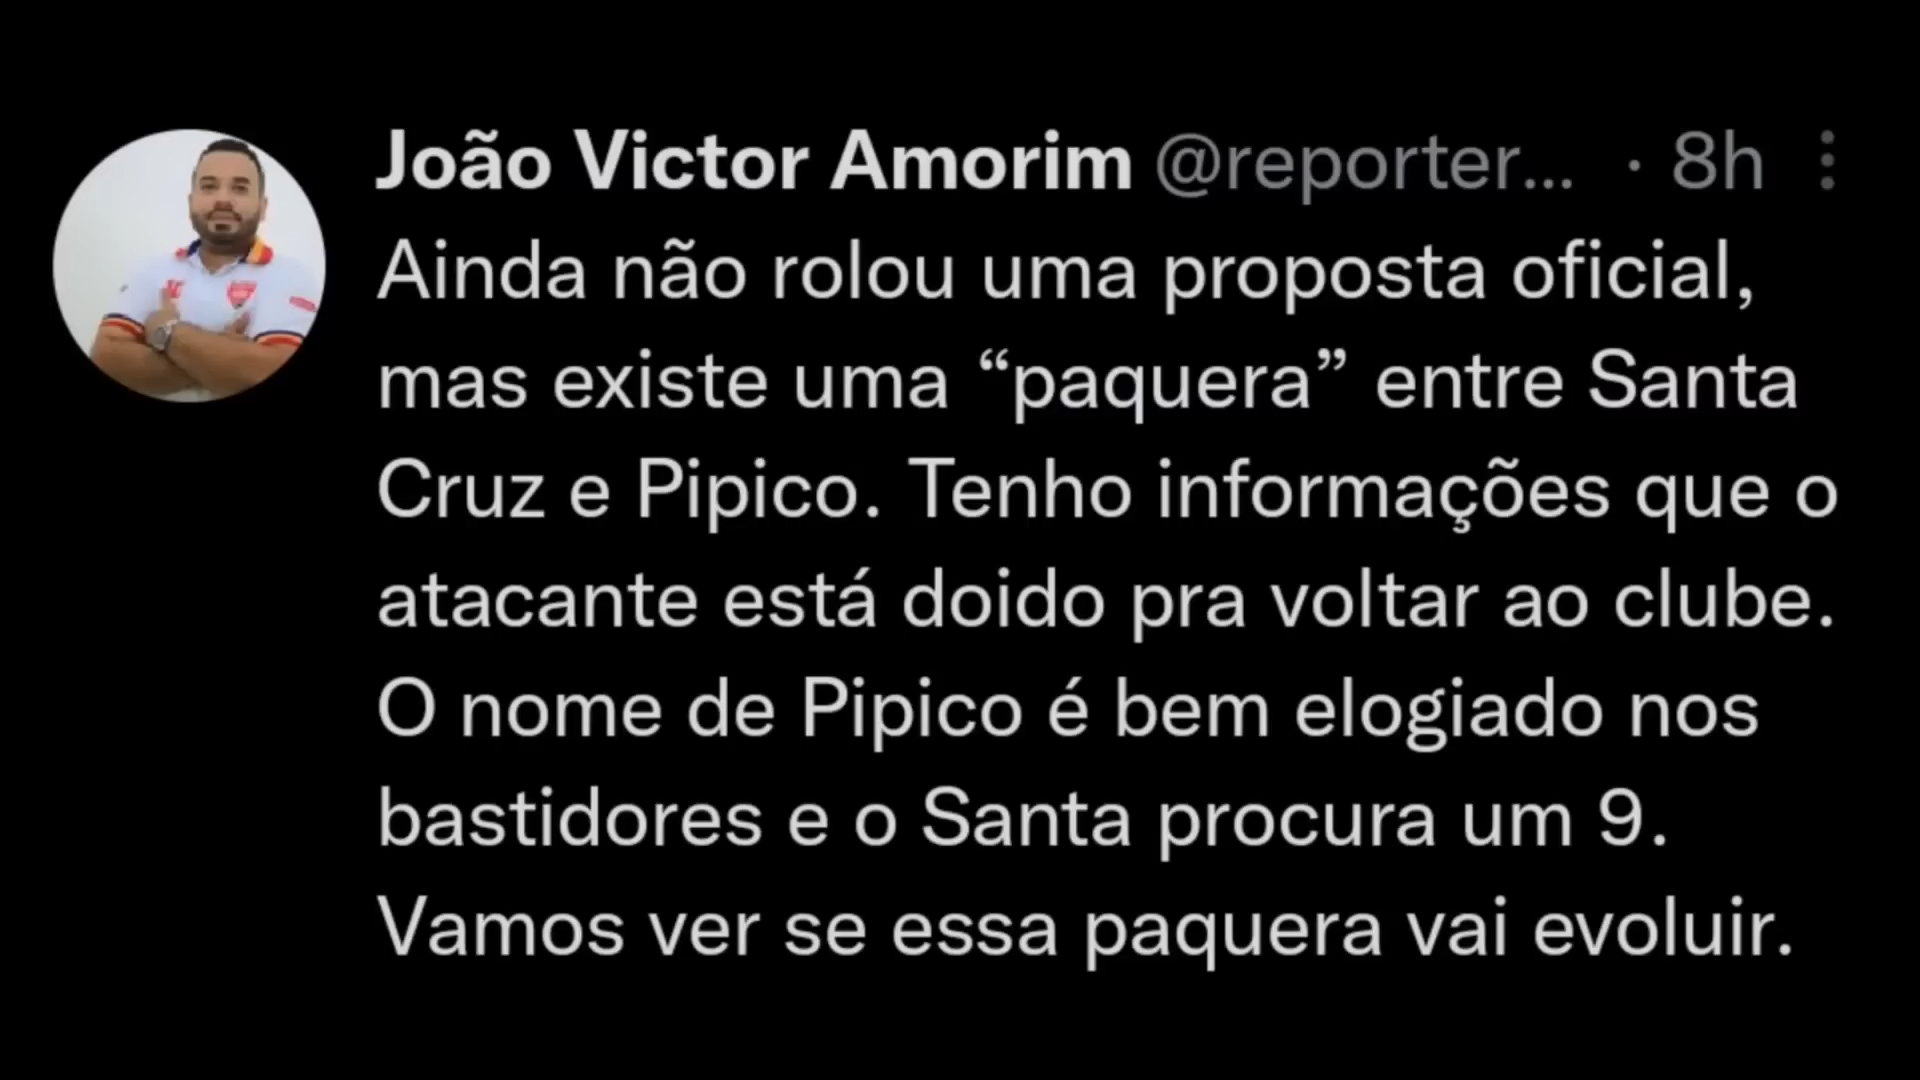 João Victor Amorim @reporter... · 8h
Ainda não rolou uma proposta oficial,
mas existe uma “paquera” entre Santa
Cruz e Pipico. Tenho informações que o
atacante está doido pra voltar ao clube.
O nome de Pipico é bem elogiado nos
bastidores e o Santa procura um 9.
Vamos ver se essa paquera vai evoluir.